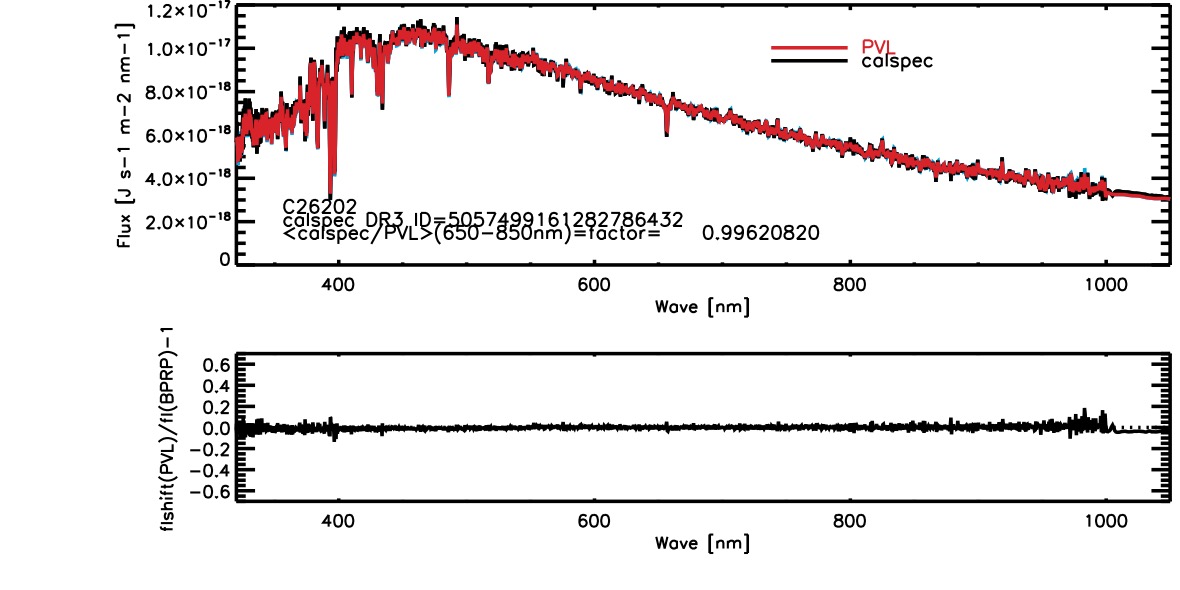 1.2×10−17
1.0×10−17
8.0×10−18
6.0×10−18
4.0×10−18
2.0×10−18
0
Flux [J s−1 m−2 nm−1]
PVL
calspec
C26202
calspec DR3 ID=5057499161282786432
<calspec/PVL>(650−850nm)=factor= 0.99620820
400 600 800 1000
Wave [nm]
flshift(PVL)/fl(BPRP)−1
0.6
0.4
0.2
0.0
−0.2
−0.4
−0.6
400 600 800 1000
Wave [nm]